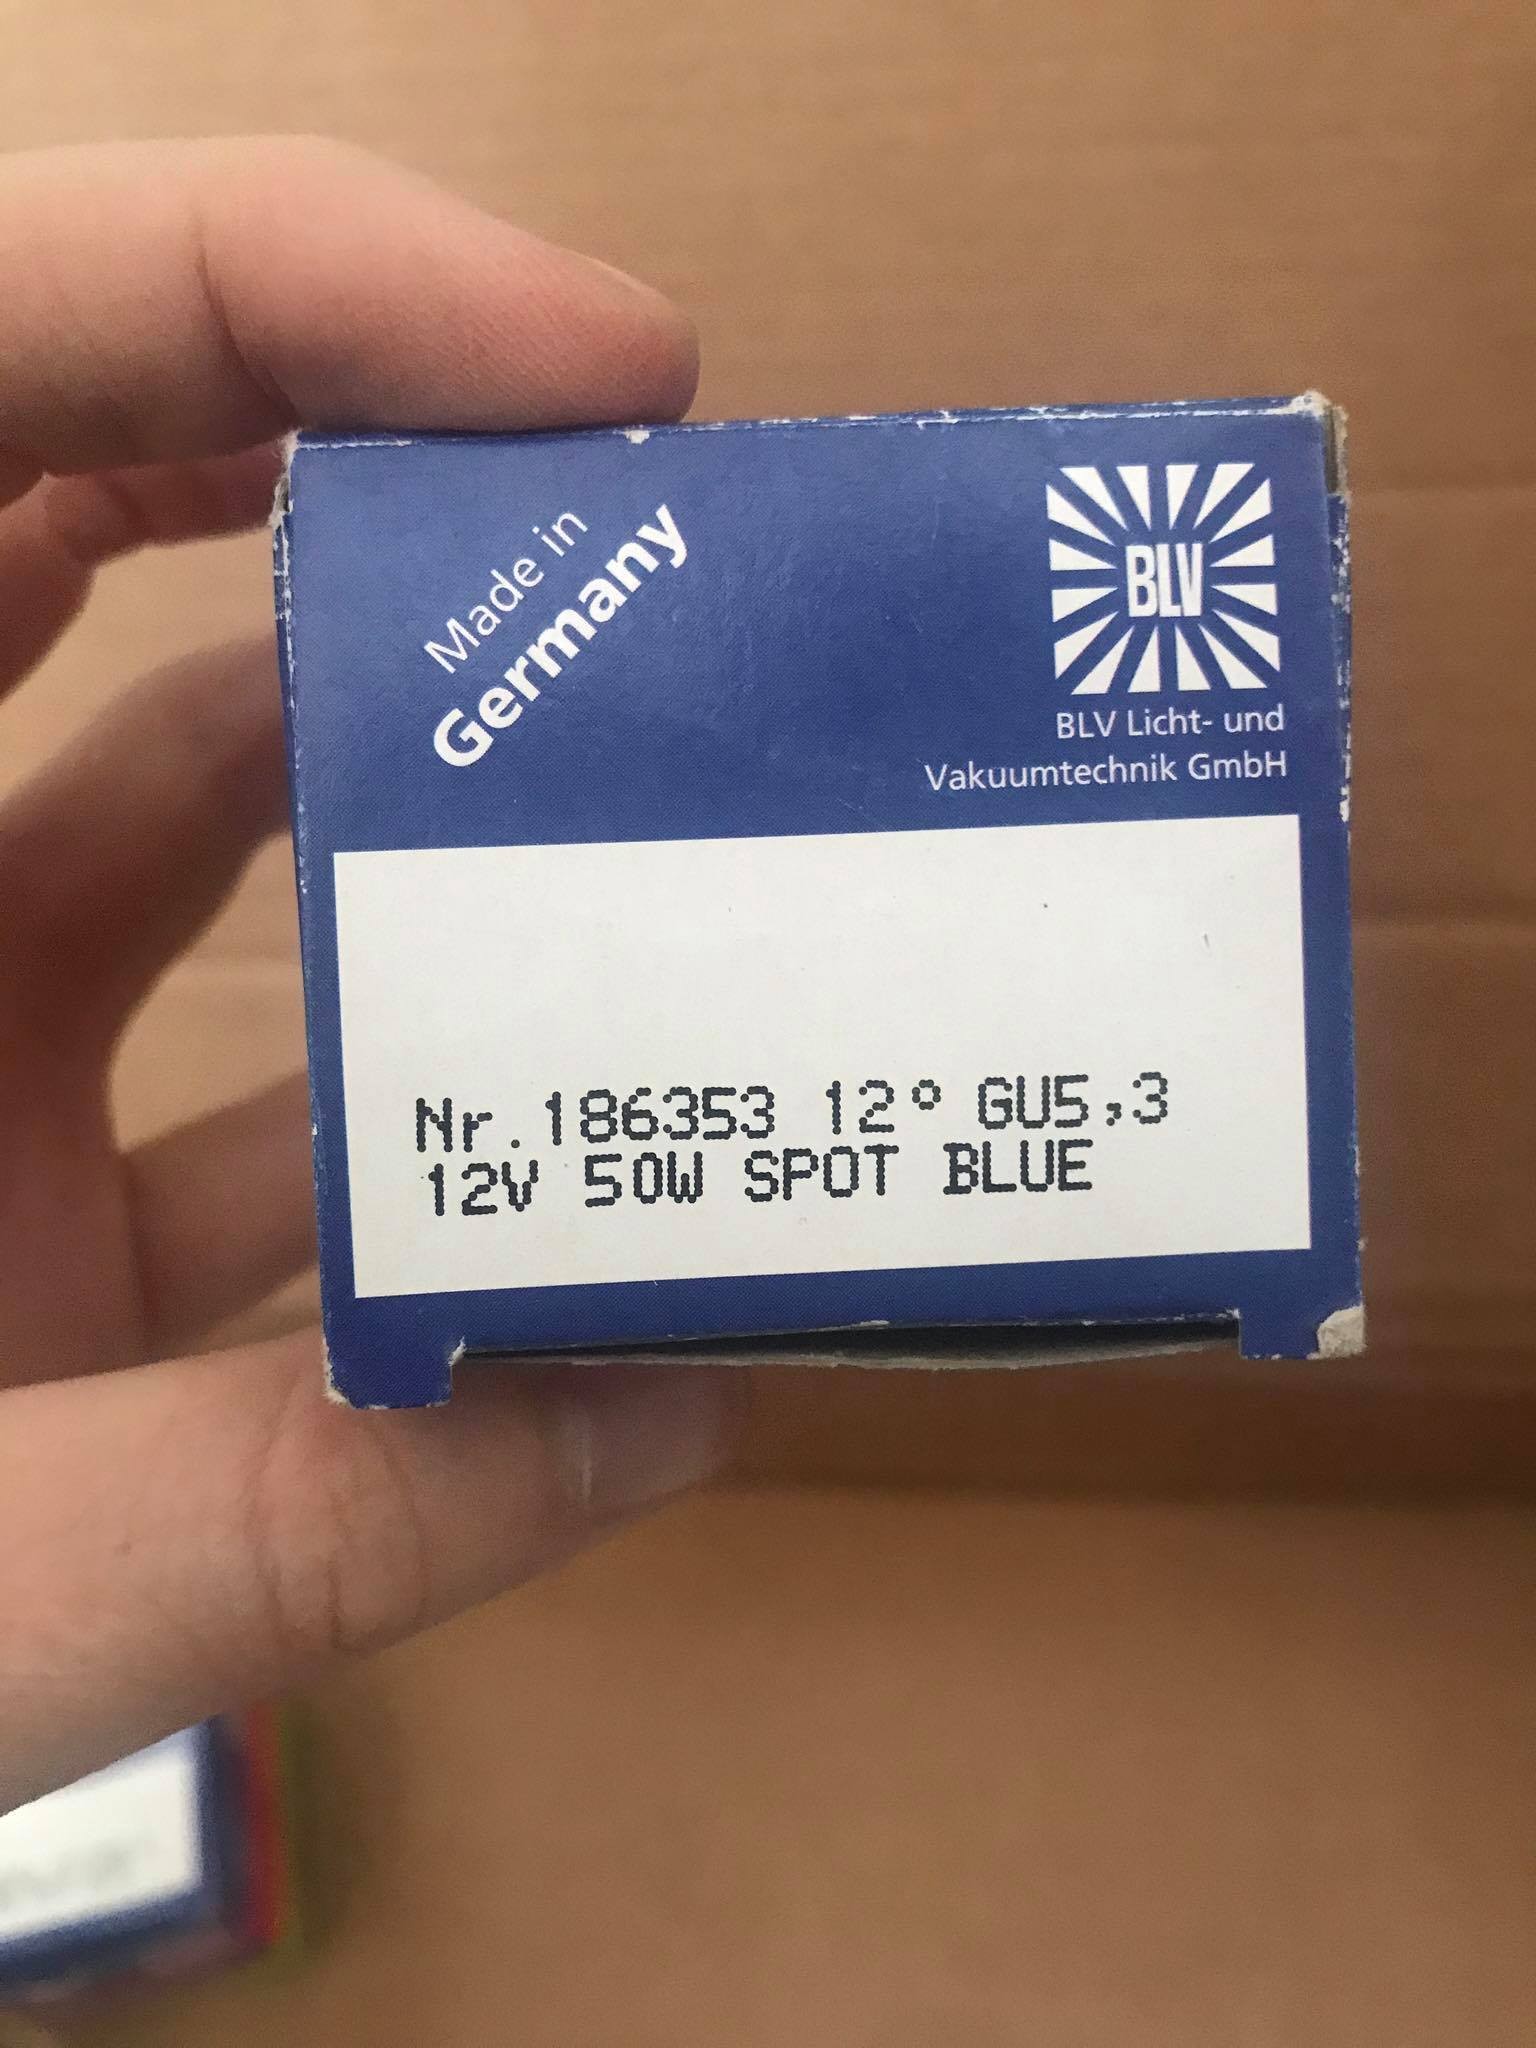 Made in
Germany
BLV
BLV Licht- und
Vakuumtechnik GmbH
Nr.186353 12° GU5,3
12V 50W SPOT BLUE